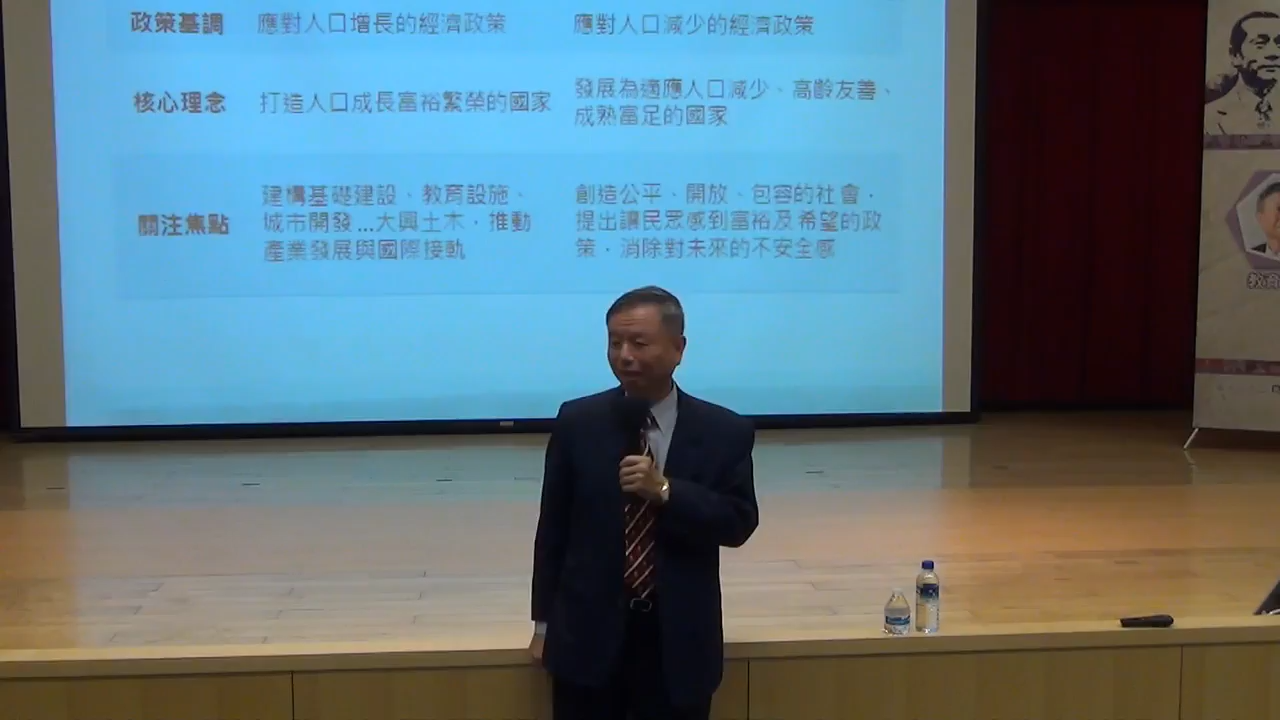 政策基調 應對人口增長的經濟政策 應對人口減少的經濟政策
核心理念 打造人口成長富裕繁榮的國家 發展為適應人口減少、高齡友善、
成熟富足的國家
關注焦點 建構基礎建設、教育設施、
城市開發...大興土木，推動
產業發展與國際接軌
創造公平、開放、包容的社會，
提出讓民眾感到富裕及希望的政
策，消除對未來的不安全感
教育